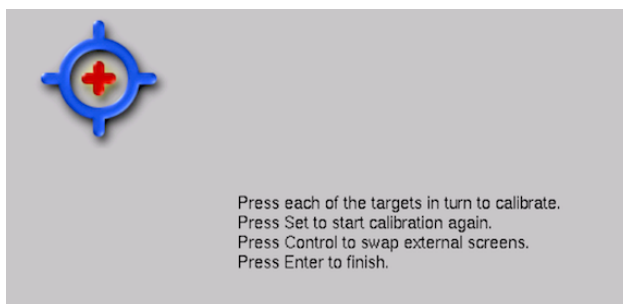 Press each of the targets in turn to calibrate.
Press Set to start calibration again.
Press Control to swap external screens.
Press Enter to finish.